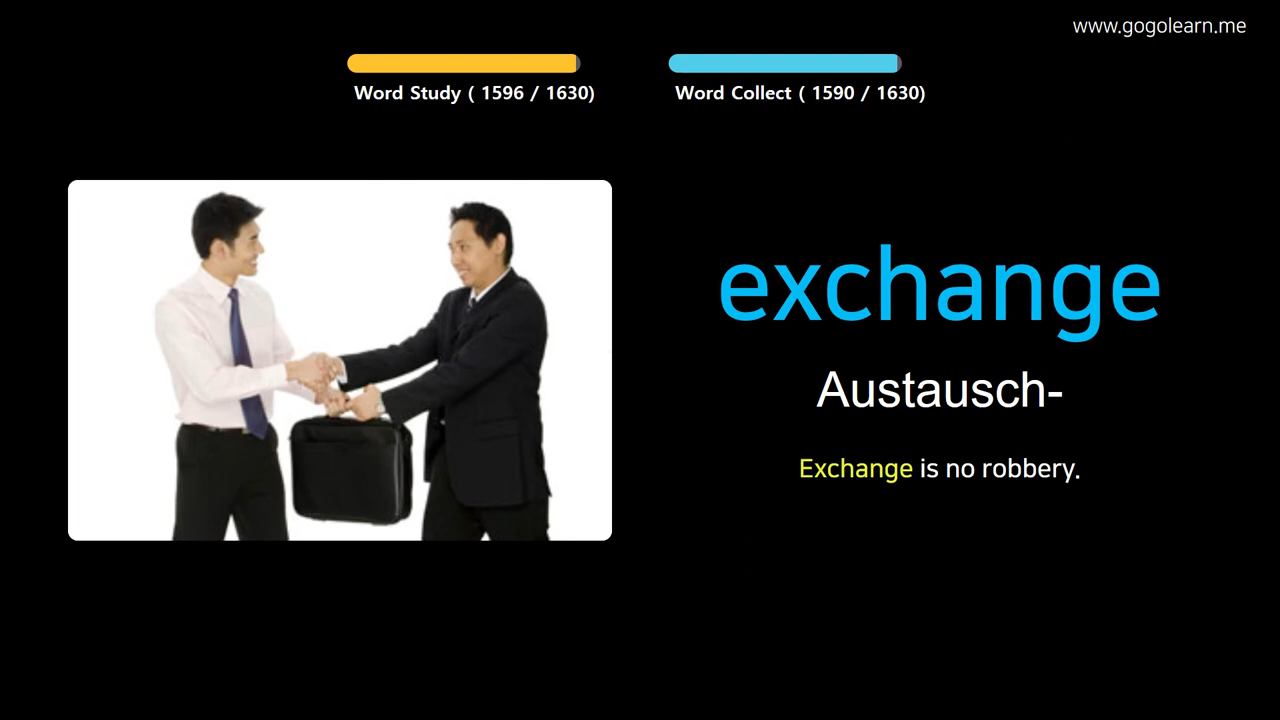 www.gogolearn.me
Word Study ( 1596 / 1630)
Word Collect ( 1590 / 1630)
exchange
Austausch-
Exchange is no robbery.